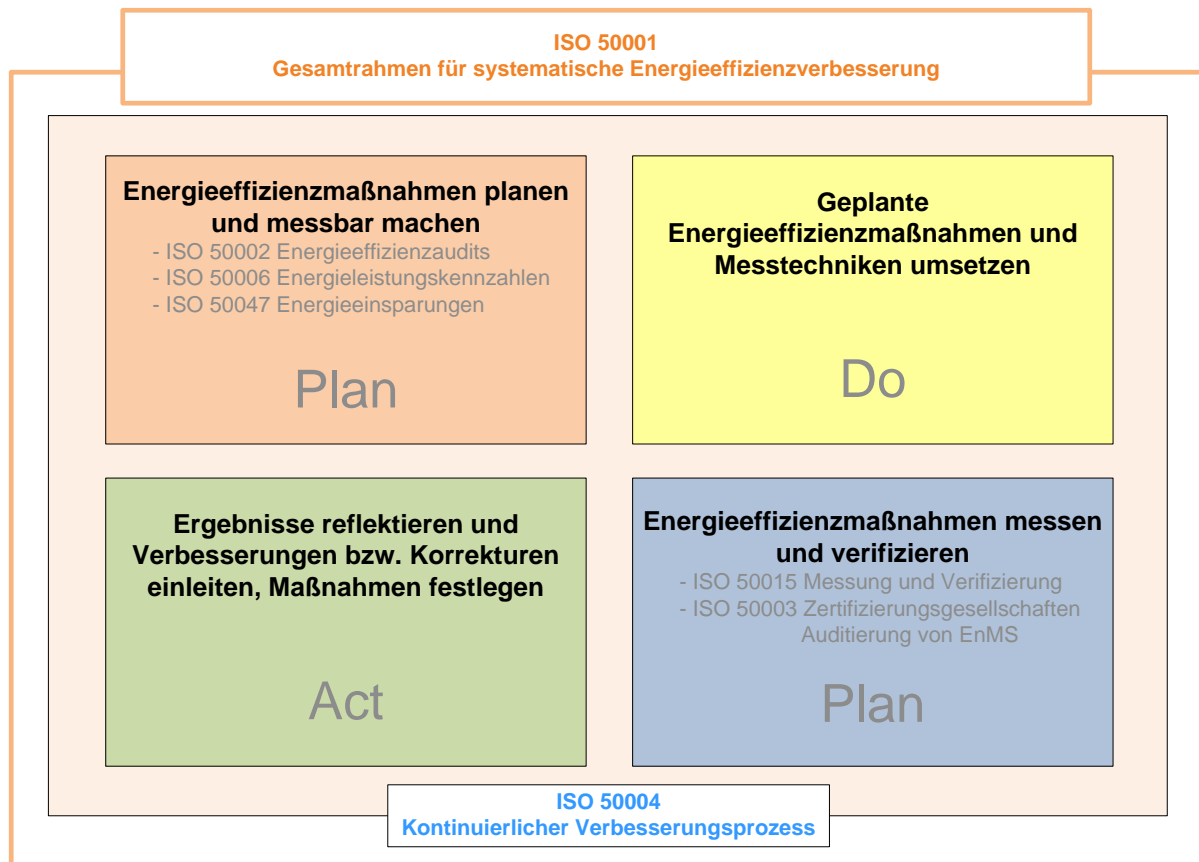 ISO 50001
Gesamtrahmen für systematische Energieeffizienzverbesserung
Energieeffizienzmaßnahmen planen
und messbar machen
- ISO 50002 Energieeffizienzaudits
- ISO 50006 Energieleistungskennzahlen
- ISO 50047 Energieeinsparungen
Plan
Geplante
Energieeffizienzmaßnahmen und
Messtechniken umsetzen
Do
Ergebnisse reflektieren und
Verbesserungen bzw. Korrekturen
einleiten, Maßnahmen festlegen
Act
Energieeffizienzmaßnahmen messen
und verifizieren
- ISO 50015 Messung und Verifizierung
- ISO 50003 Zertifizierungsgesellschaften
Auditierung von EnMS
Plan
ISO 50004
Kontinuierlicher Verbesserungsprozess